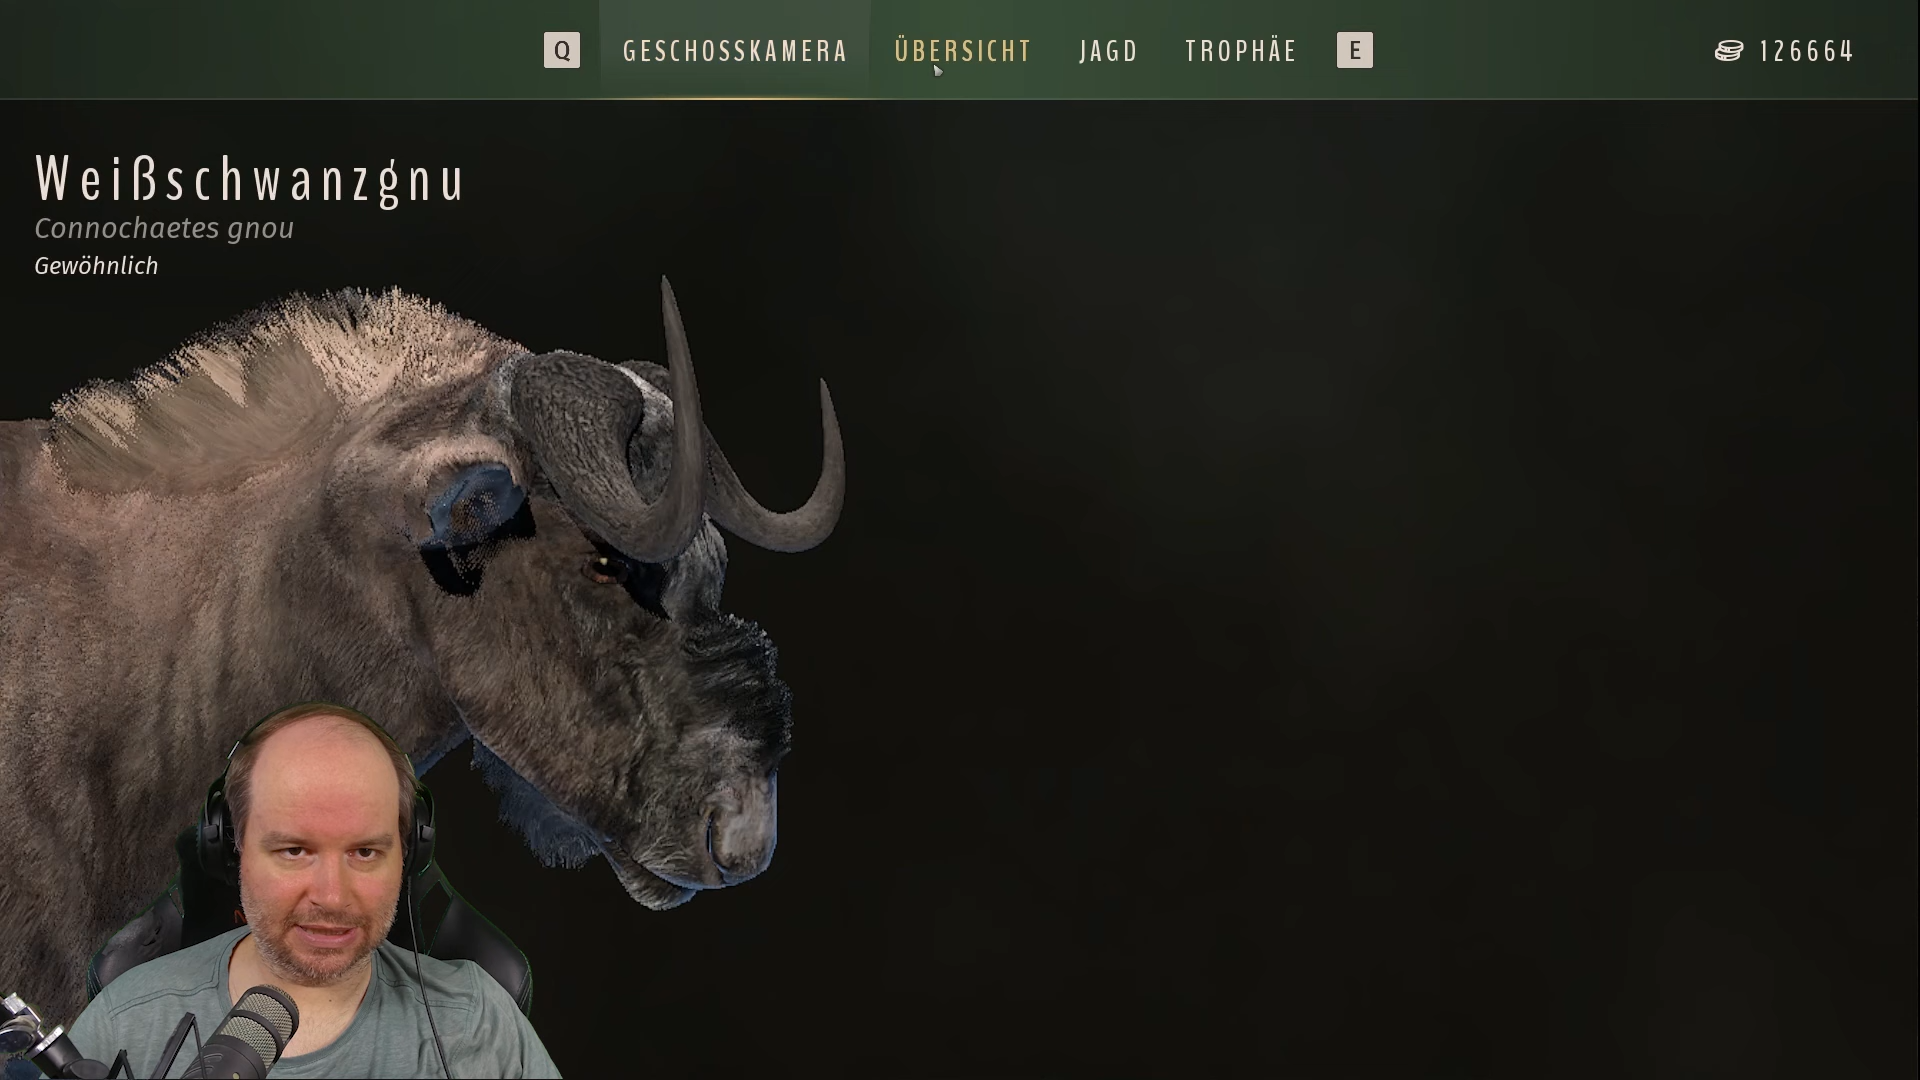 Q GESCHOSSKAMERA ÜBERSICHT JAGD TROPHÄE E 126664
Weißschwanzgnu
Connochaetes gnou
Gewöhnlich